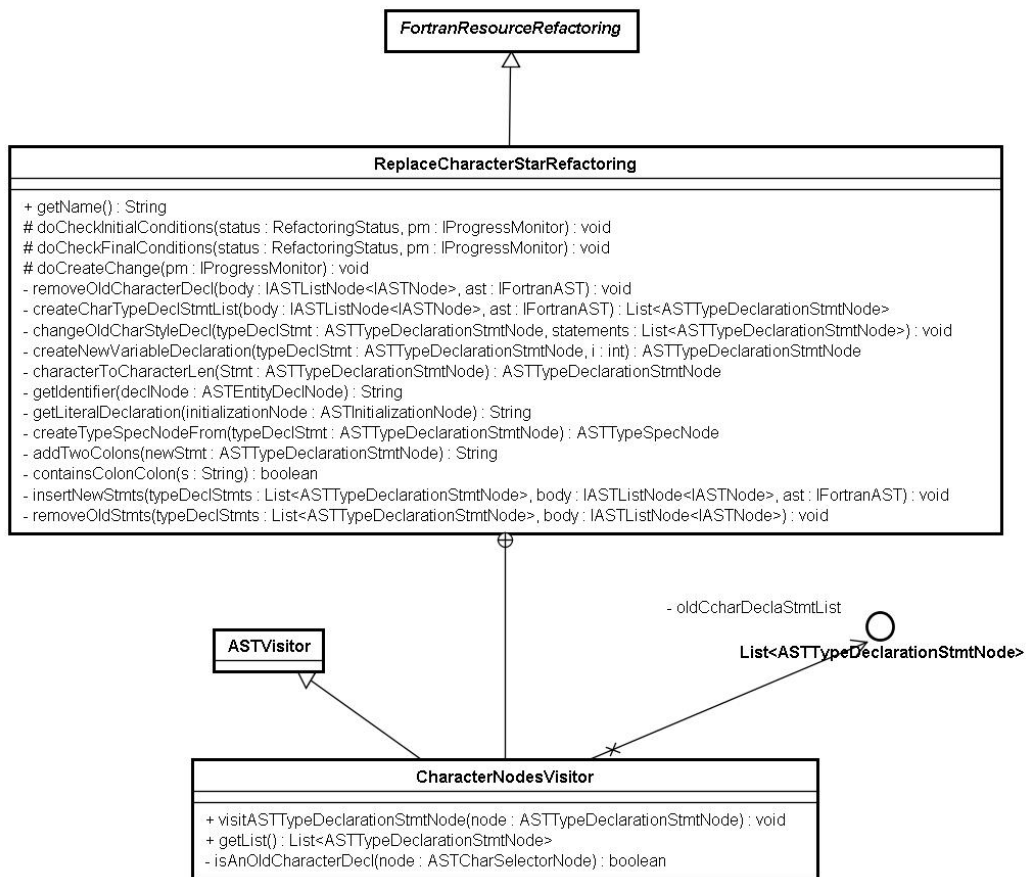 FortranResourceRefactoring
ReplaceCharacterStarRefactoring
+ getName() : String
# doCheckInitialConditions(status : RefactoringStatus, pm : IProgressMonitor) : void
# doCheckFinalConditions(status : RefactoringStatus, pm : IProgressMonitor) : void
# doCreateChange(pm : IProgressMonitor) : void
- removeOldCharacterDecl(body : IASTListNode<IASTNode>, ast : IFortranAST) : void
- createCharTypeDeclStmtList(body : IASTListNode<IASTNode>, ast : IFortranAST) : List<ASTTypeDeclarationStmtNode>
- changeOldCharStyleDecl(typeDeclStmt : ASTTypeDeclarationStmtNode, statements : List<ASTTypeDeclarationStmtNode>) : void
- createNewVariableDeclaration(typeDeclStmt : ASTTypeDeclarationStmtNode, i : int) : ASTTypeDeclarationStmtNode
- characterToCharacterLen(Stmt : ASTTypeDeclarationStmtNode) : ASTTypeDeclarationStmtNode
- getIdentifier(declNode : ASTEntityDeclNode) : String
- getLiteralDeclaration(initializationNode : ASTInitializationNode) : String
- createTypeSpecNodeFrom(typeDeclStmt : ASTTypeDeclarationStmtNode) : ASTTypeSpecNode
- addTwoColons(newStmt : ASTTypeDeclarationStmtNode) : String
- containsColonColon(s : String) : boolean
- insertNewStmts(typeDeclStmts : List<ASTTypeDeclarationStmtNode>, body : IASTListNode<IASTNode>, ast : IFortranAST) : void
- removeOldStmts(typeDeclStmts : List<ASTTypeDeclarationStmtNode>, body : IASTListNode<IASTNode>) : void
- oldCcharDeclaStmtList
ASTVisitor
List<ASTTypeDeclarationStmtNode>
CharacterNodesVisitor
+ visitASTTypeDeclarationStmtNode(node : ASTTypeDeclarationStmtNode) : void
+ getList() : List<ASTTypeDeclarationStmtNode>
- isAnOldCharacterDecl(node : ASTCharSelectorNode) : boolean